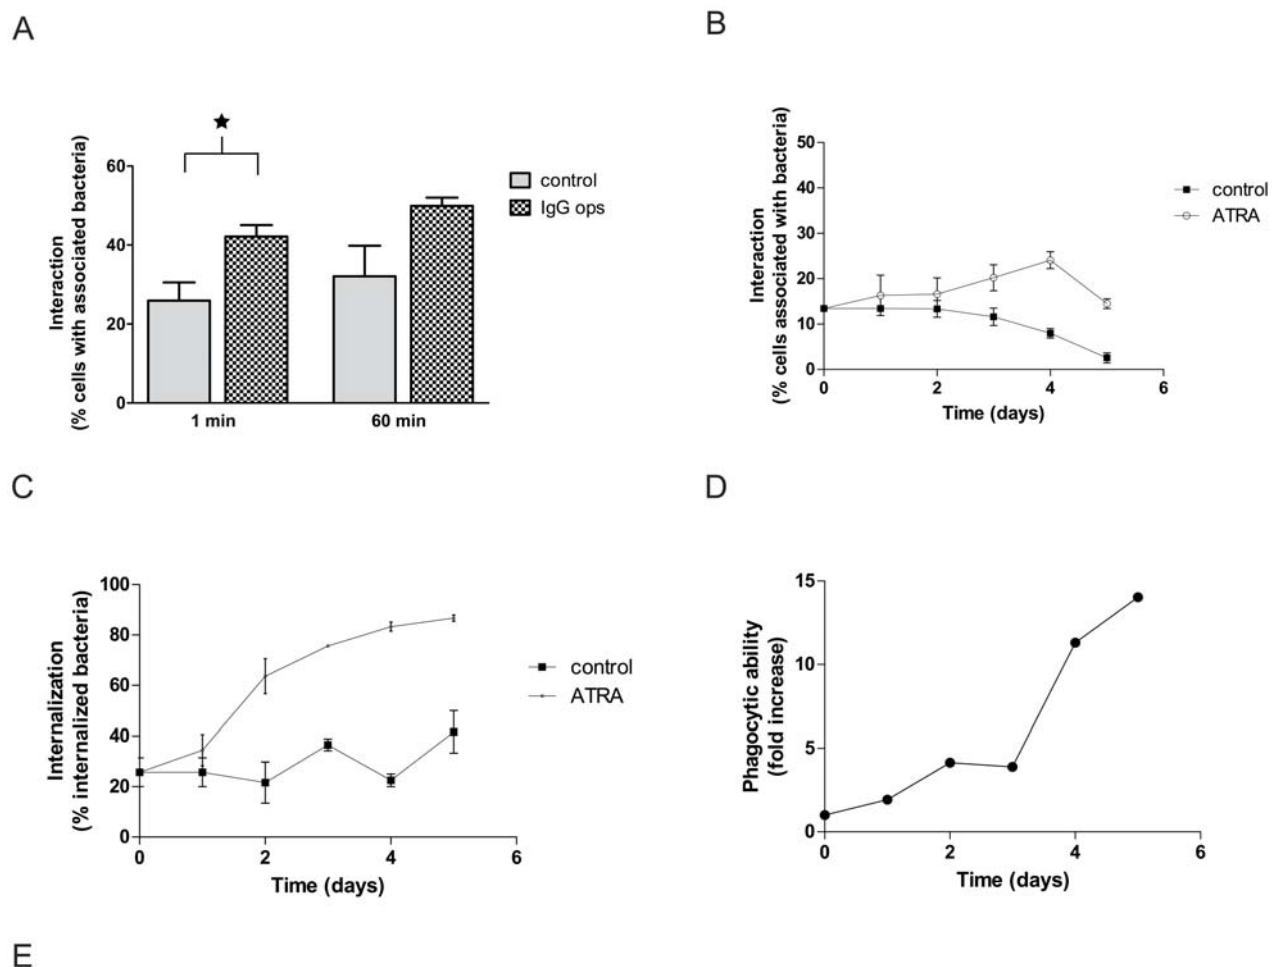 A
Interaction
(% cells with associated bacteria)
60
40
20
0
1 min
60 min
control
IgG ops
B
Interaction
(% cells associated with bacteria)
50
40
30
20
10
0
0 2 4 6
Time (days)
control
ATRA
C
Internalization
(% internalized bacteria)
100
80
60
40
20
0
0 2 4 6
Time (days)
control
ATRA
D
Phagocytic ability
(fold increase)
15
10
5
0
0 2 4 6
Time (days)
E